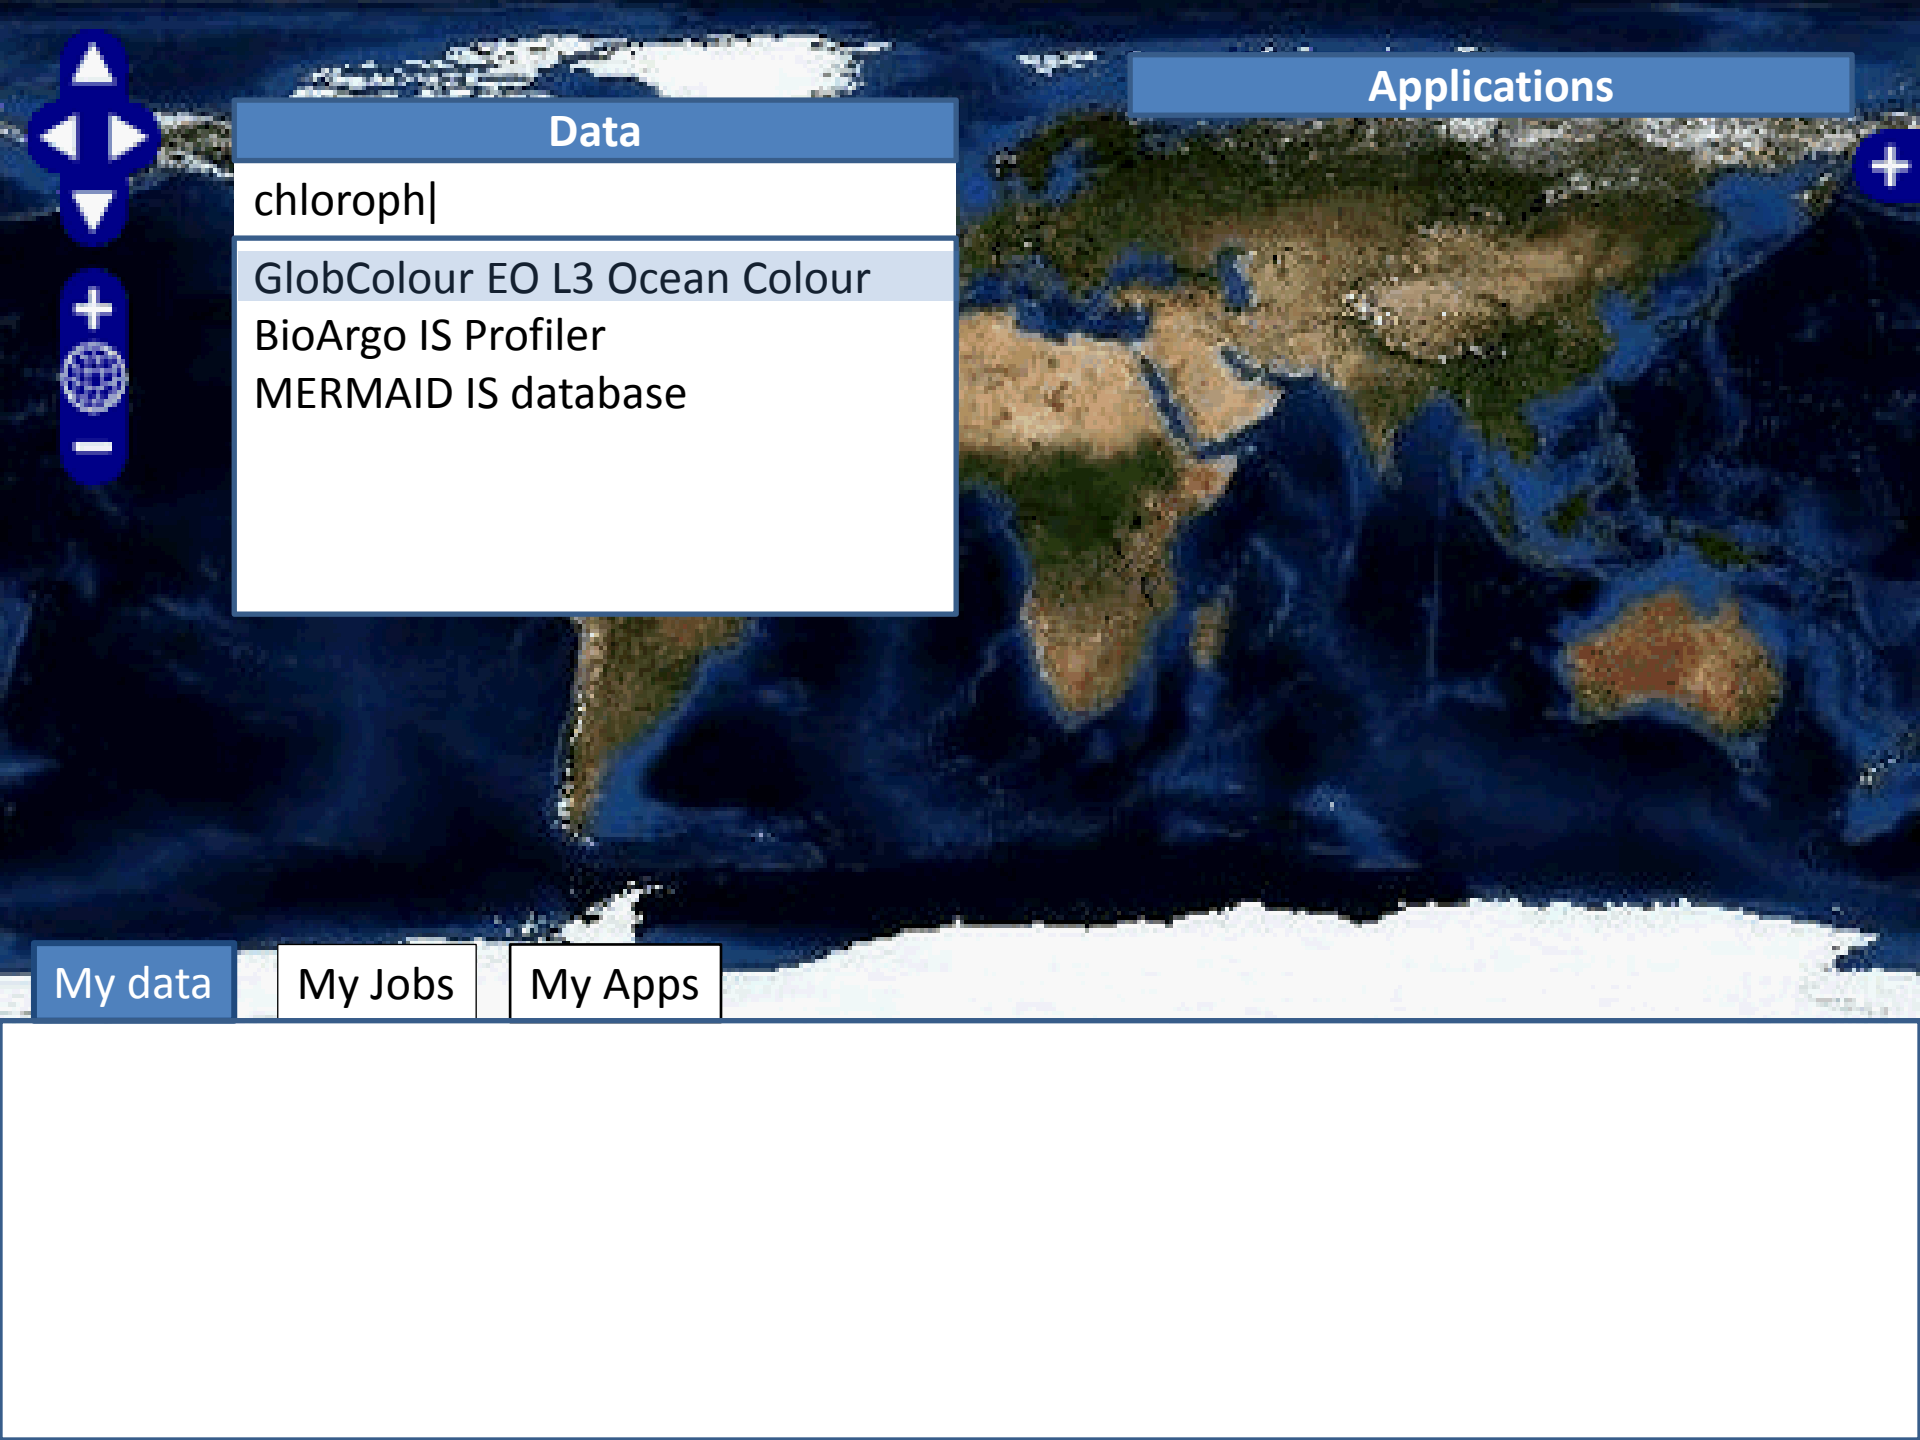 Applications
Data
chloroph|
GlobColour EO L3 Ocean Colour
BioArgo IS Profiler
MERMAID IS database
My data
My Jobs
My Apps